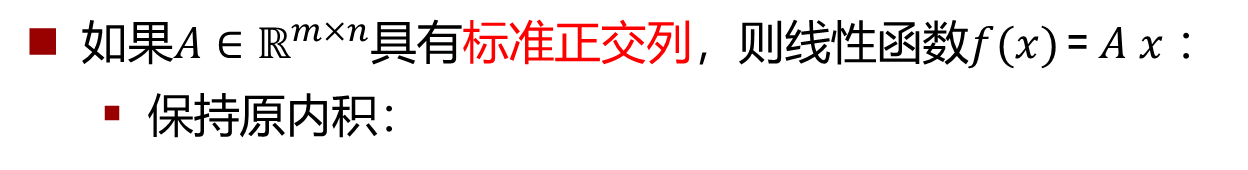 如果𝐴 ∈ ℝ^{𝑚×𝑛}具有标准正交列，则线性函数𝑓(𝑥) = 𝐴 𝑥：
保持原内积：